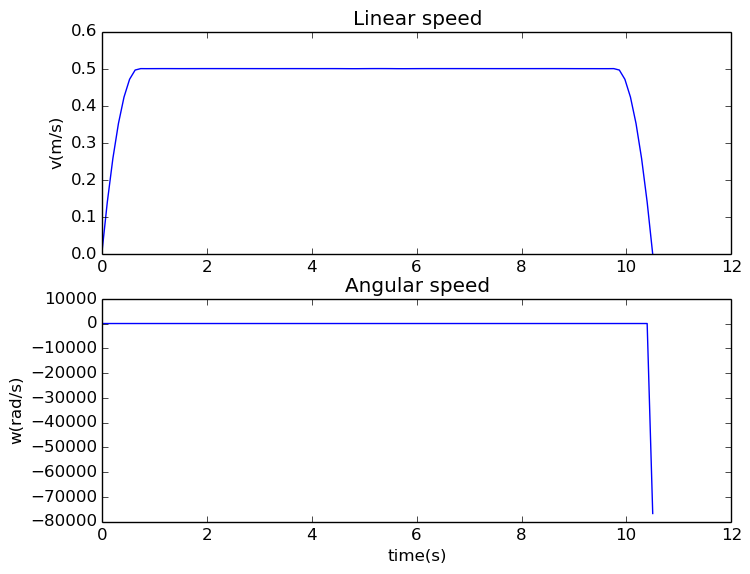 Linear speed
0.6
0.5
0.4
0.3
0.2
0.1
0.0
v(m/s)
0 2 4 6 8 10 12
Angular speed
10000
0
−10000
−20000
−30000
−40000
−50000
−60000
−70000
−80000
w(rad/s)
0 2 4 6 8 10 12
time(s)